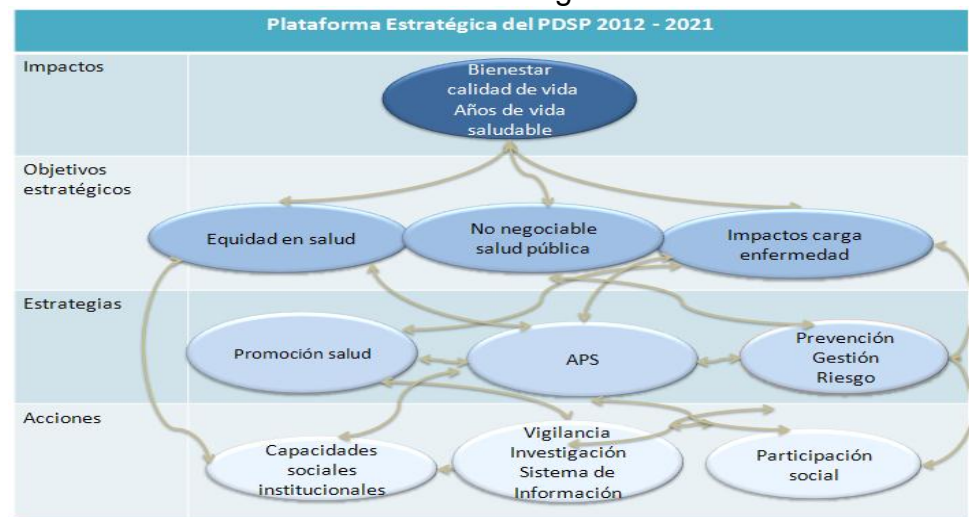 Plataforma Estratégica del PDSP 2012 - 2021
Impactos
Bienestar
calidad de vida
Años de vida
saludable
Objetivos
estratégicos
Equidad en salud
No negociable
salud pública
Impactos carga
enfermedad
Estrategias
Promoción salud
APS
Prevención
Gestión
Riesgo
Acciones
Capacidades
sociales
institucionales
Vigilancia
Investigación
Sistema de
Información
Participación
social